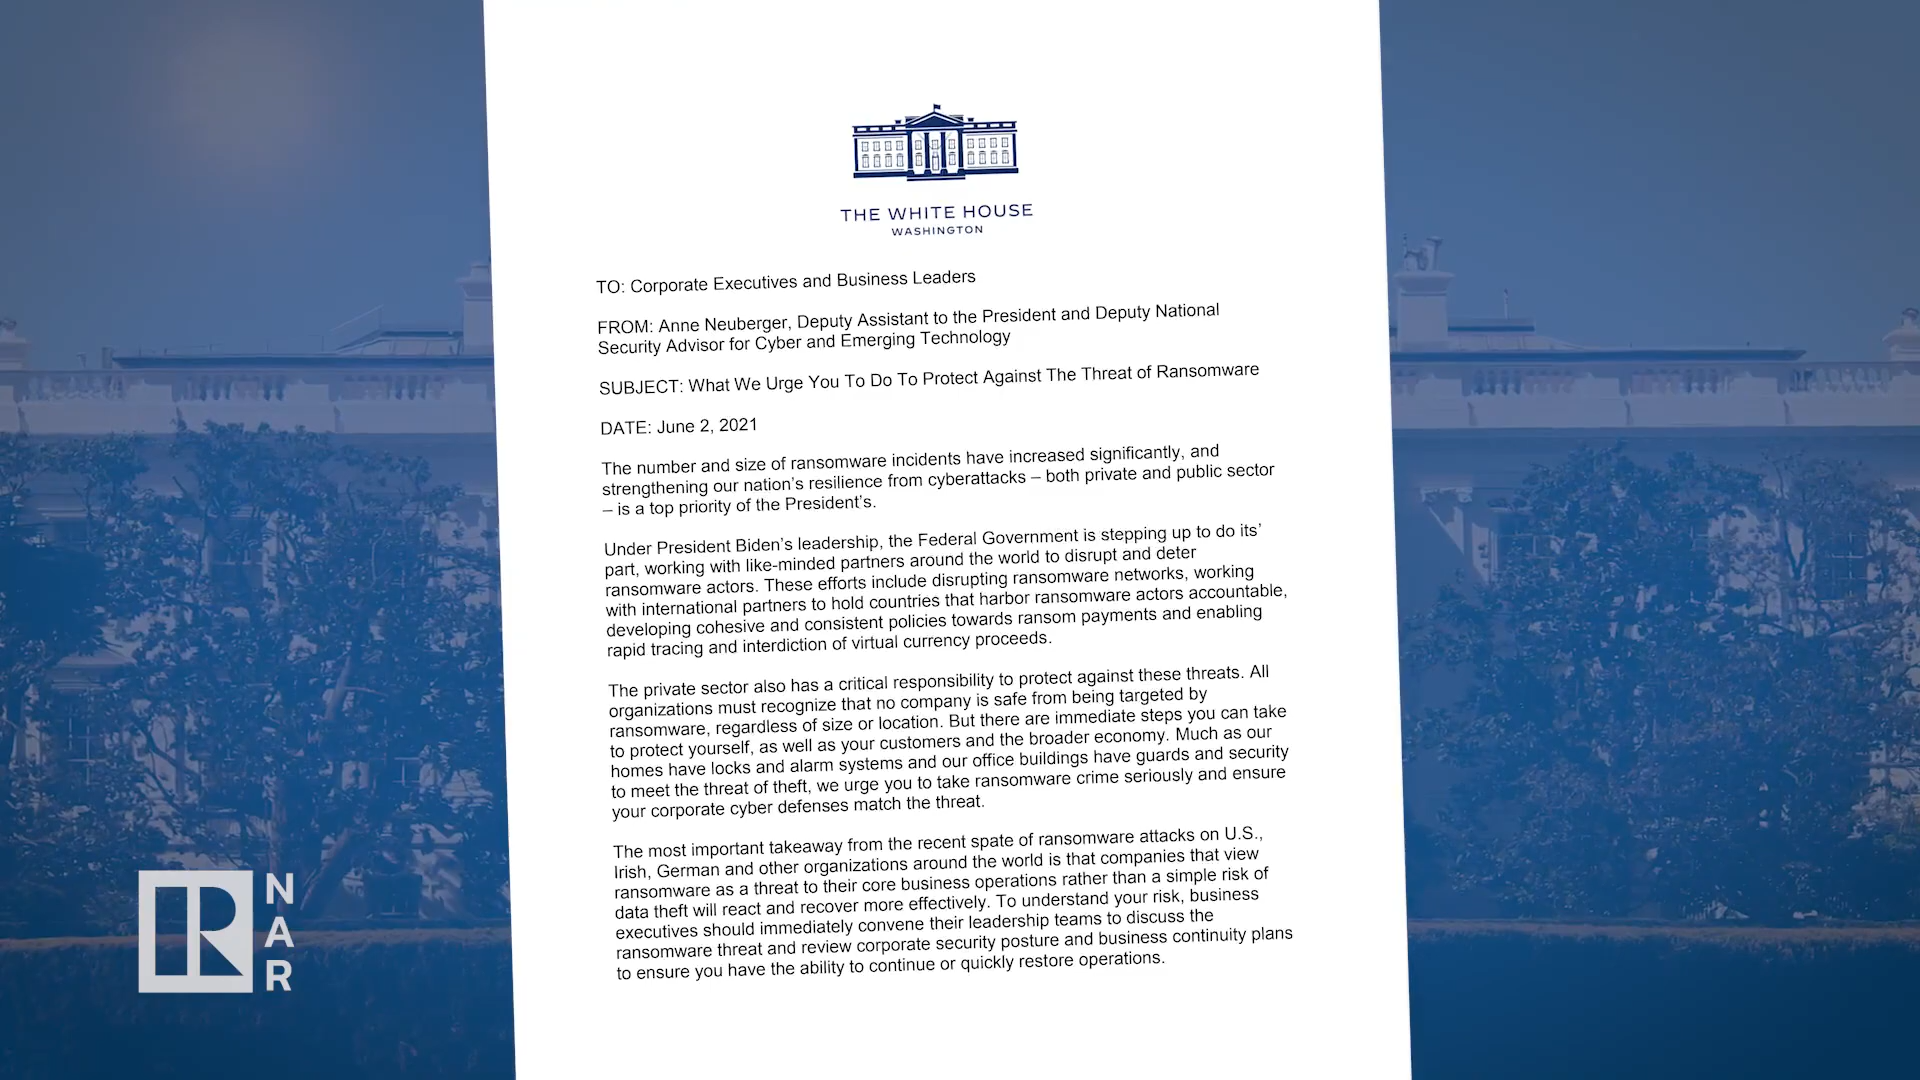 THE WHITE HOUSE
WASHINGTON
TO: Corporate Executives and Business Leaders
FROM: Anne Neuberger, Deputy Assistant to the President and Deputy National
Security Advisor for Cyber and Emerging Technology
SUBJECT: What We Urge You To Do To Protect Against The Threat of Ransomware
DATE: June 2, 2021
The number and size of ransomware incidents have increased significantly, and
strengthening our nation’s resilience from cyberattacks – both private and public sector
– is a top priority of the President’s.
Under President Biden’s leadership, the Federal Government is stepping up to do its’
part, working with like-minded partners around the world to disrupt and deter
ransomware actors. These efforts include disrupting ransomware networks, working
with international partners to hold countries that harbor ransomware actors accountable,
developing cohesive and consistent policies towards ransom payments and enabling
rapid tracing and interdiction of virtual currency proceeds.
The private sector also has a critical responsibility to protect against these threats. All
organizations must recognize that no company is safe from being targeted by
ransomware, regardless of size or location. But there are immediate steps you can take
to protect yourself, as well as your customers and the broader economy. Much as our
homes have locks and alarm systems and our office buildings have guards and security
to meet the threat of theft, we urge you to take ransomware crime seriously and ensure
your corporate cyber defenses match the threat.
The most important takeaway from the recent spate of ransomware attacks on U.S.,
Irish, German and other organizations around the world is that companies that view
ransomware as a threat to their core business operations rather than a simple risk of
data theft will react and recover more effectively. To understand your risk, business
executives should immediately convene their leadership teams to discuss the
ransomware threat and review corporate security posture and business continuity plans
to ensure you have the ability to continue or quickly restore operations.
R
NAR